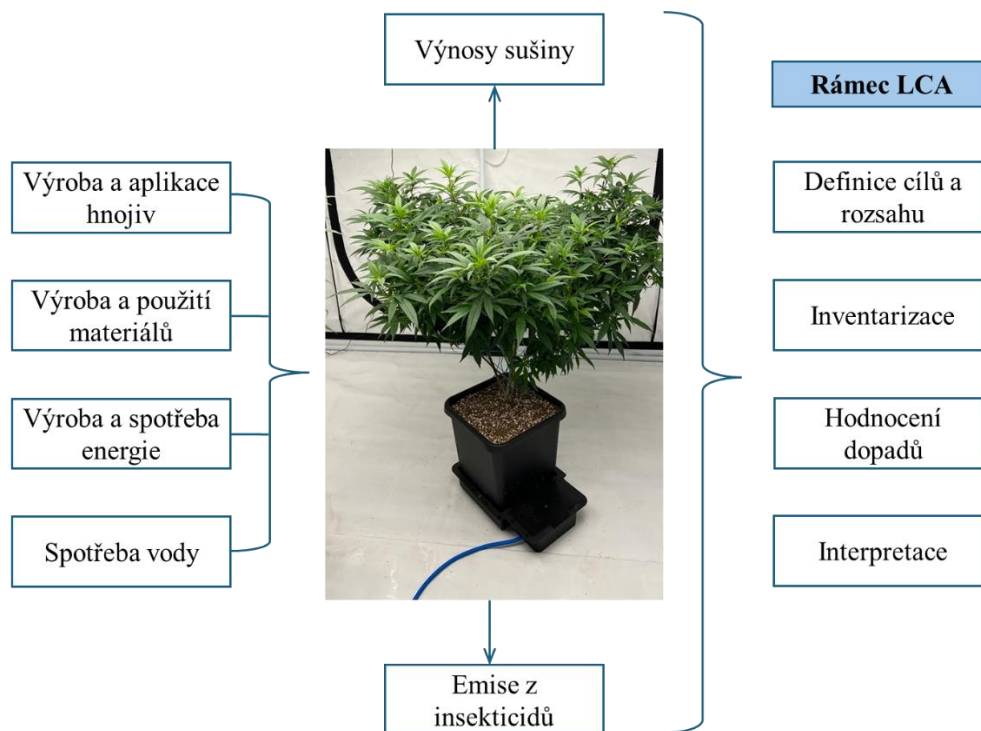 Výnosy sušiny
Výroba a aplikace
hnojiv
Výroba a použití
materiálů
Výroba a spotřeba
energie
Spotřeba vody
Emise z
insekticidů
Rámec LCA
Definice cílů a
rozsahu
Inventarizace
Hodnocení
dopadů
Interpretace